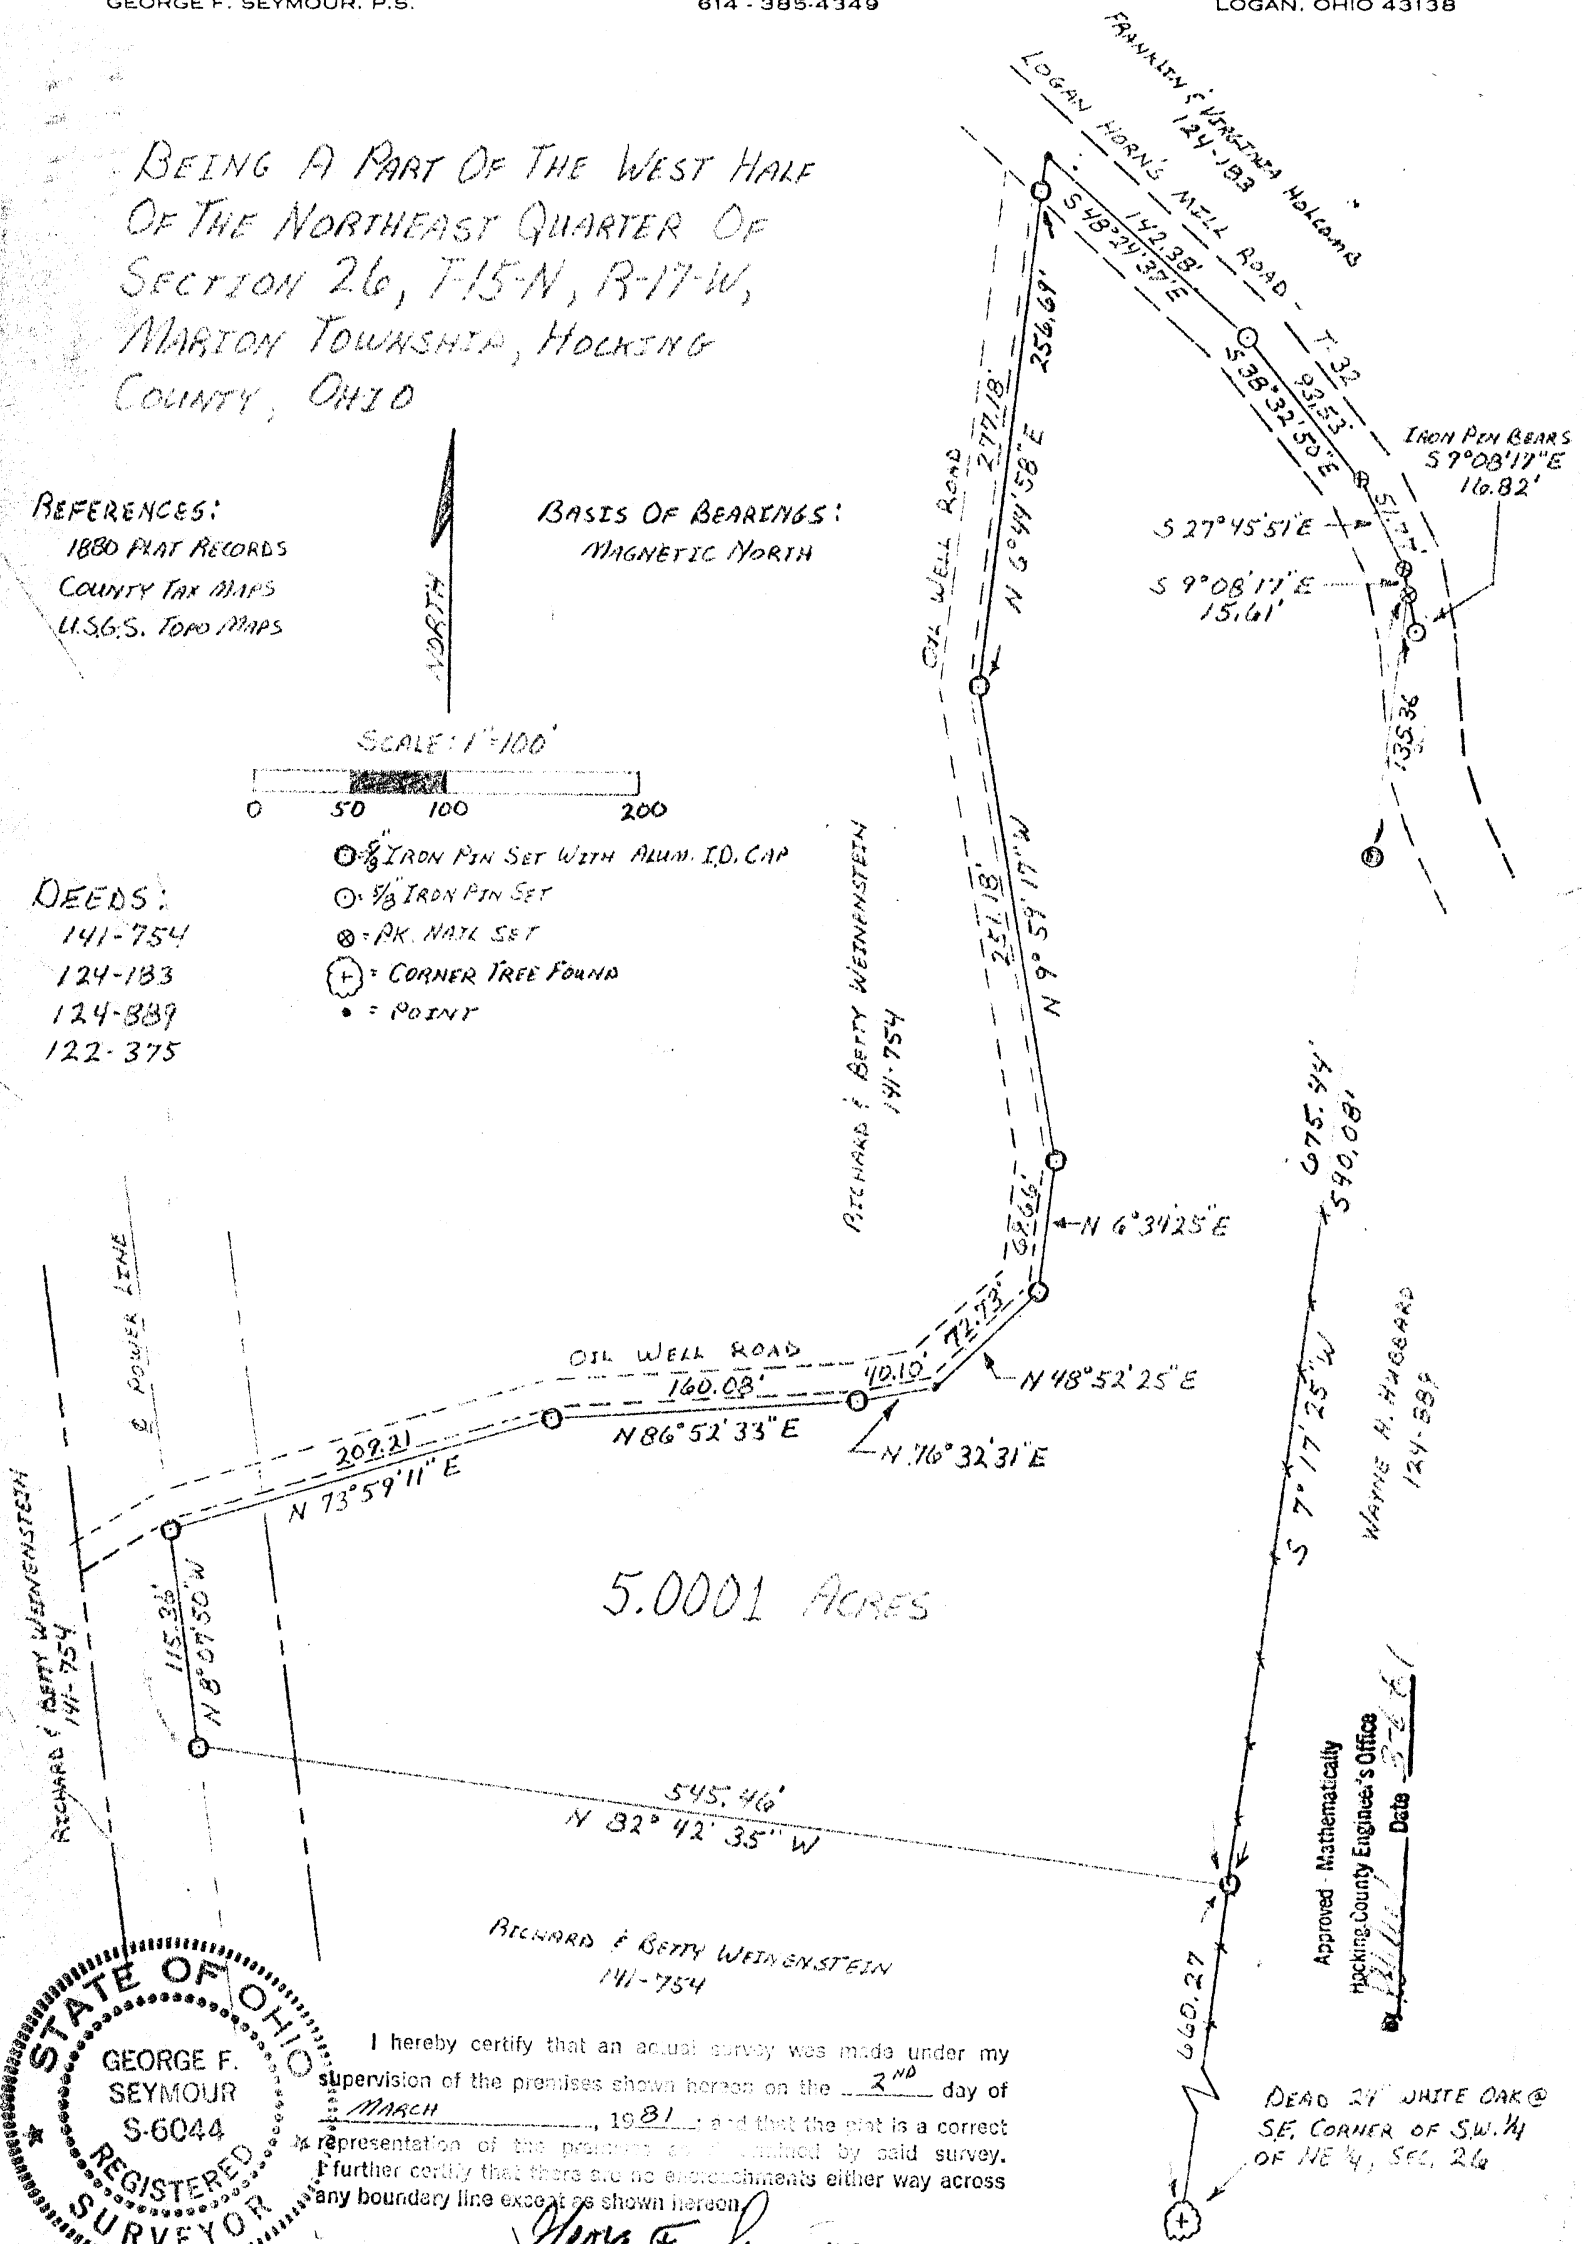 GEORGE F. SEYMOUR, P.S.
614 - 385-4349
LOGAN, OHIO 43138
BEING A PART OF THE WEST HALF
OF THE NORTHEAST QUARTER OF
SECTION 26, T-15-N, R-17-W,
MARION TOWNSHIP, HOCKING
COUNTY, OHIO
FRANKLIN & VIRGINIA HOLCOMB
124-183
LOGAN HORNS MILL ROAD - T-32
142.38'
S 48°24'37"E
93.53'
S 38°32'50"E
51.77'
S 27°45'51"E
S 9°08'17"E
15.61'
IRON PIN BEARS
S 9°08'17"E
16.82'
135.36
REFERENCES:
1880 PLAT RECORDS
COUNTY TAX MAPS
U.S.G.S. TOPO MAPS
NORTH
BASIS OF BEARINGS:
MAGNETIC NORTH
SCALE: 1"=100'
0 50 100 200
5/8" IRON PIN SET WITH ALUM. I.D. CAP
5/8" IRON PIN SET
= PK. NAIL SET
= CORNER TREE FOUND
• = POINT
DEEDS:
141-754
124-183
124-889
122-375
OIL WELL ROAD
277.18'
256.69'
N 6°44'58"E
251.18'
N 9°59'17"W
RICHARD & BETTY WEINENSTEIN
141-754
N 6°34'25"E
72.73'
N 48°52'25"E
40.10'
N 76°32'31"E
OIL WELL ROAD
160.08'
N 86°52'33"E
209.21
N 73°59'11"E
℄ POWER LINE
RICHARD & BETTY WEINENSTEIN
141-754
115.36'
N 8°07'50"W
5.0001 ACRES
675.44'
540.08'
S 7°17'25"W
WAYNE H. HUBBARD
124-889
545.46'
N 82°42'35"W
RICHARD & BETTY WEINENSTEIN
141-754
660.27
DEAD 24" WHITE OAK @
S.E. CORNER OF S.W. 1/4
OF NE 1/4, SEC. 26
Approved - Mathematically
Hocking County Engineer's Office
Date
STATE OF OHIO
GEORGE F.
SEYMOUR
S-6044
REGISTERED
SURVEYOR
I hereby certify that an actual survey was made under my
supervision of the premises shown hereon on the 2ND day of
MARCH, 1981; and that the plat is a correct
representation of the premises as determined by said survey.
I further certify that there are no encroachments either way across
any boundary line except as shown hereon.